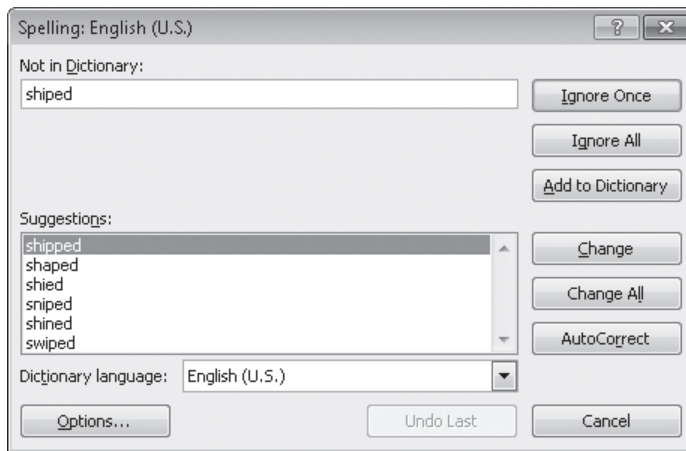 Spelling: English (U.S.)
Not in Dictionary:
shiped
Ignore Once
Ignore All
Add to Dictionary
Suggestions:
shipped
shaped
shied
sniped
shined
swiped
Change
Change All
AutoCorrect
Dictionary language: English (U.S.)
Options...
Undo Last
Cancel